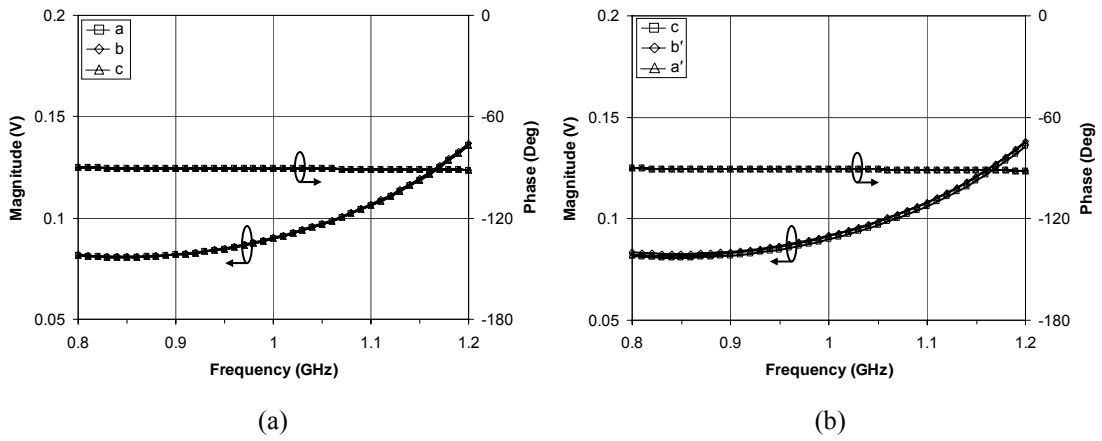 0.2
0.15
0.1
0.05
Magnitude (V)
a
b
c
0
-60
-120
-180
Phase (Deg)
0.8
0.9
1
1.1
1.2
Frequency (GHz)
(a)
0.2
0.15
0.1
0.05
Magnitude (V)
c
b′
a′
0
-60
-120
-180
Phase (Deg)
0.8
0.9
1
1.1
1.2
Frequency (GHz)
(b)